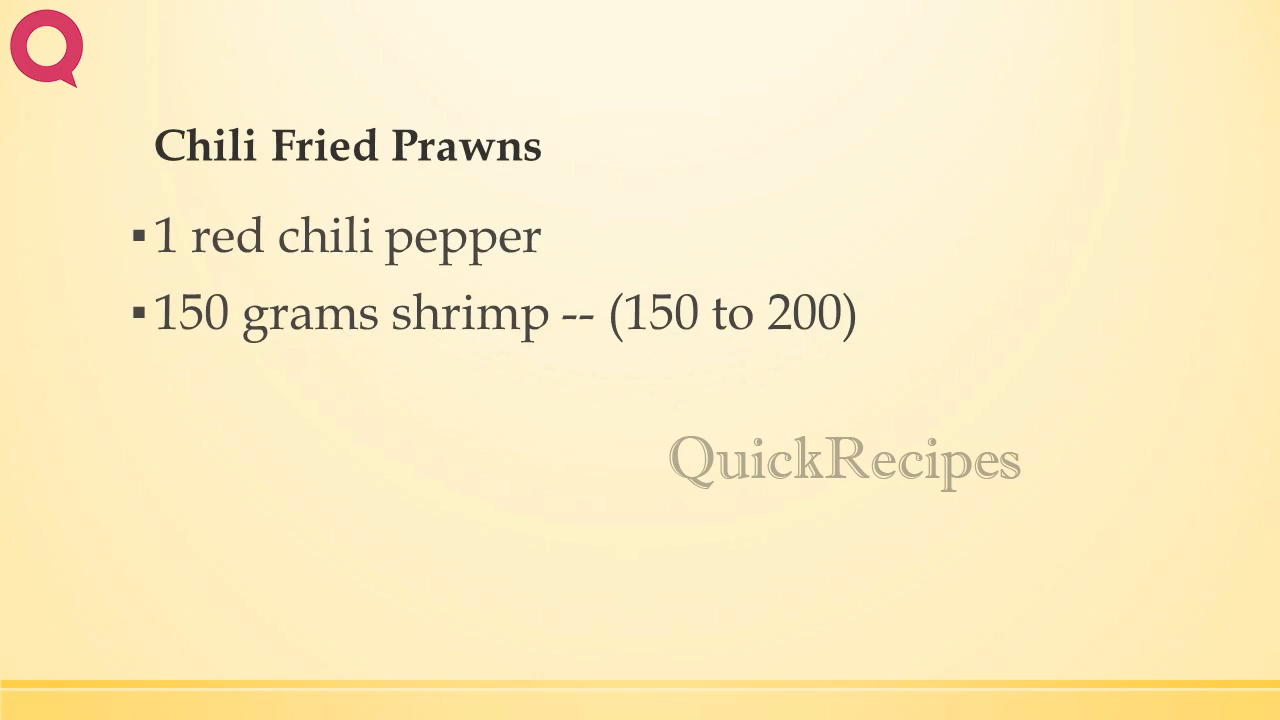 Chili Fried Prawns
▪ 1 red chili pepper
▪ 150 grams shrimp -- (150 to 200)
QuickRecipes